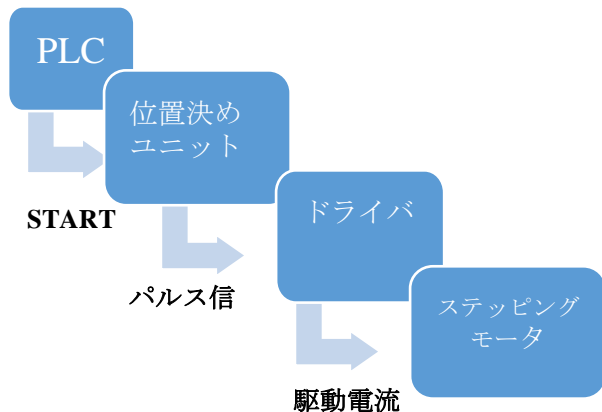 PLC
位置決め
ユニット
START
ドライバ
パルス信
ステッピング
モータ
駆動電流